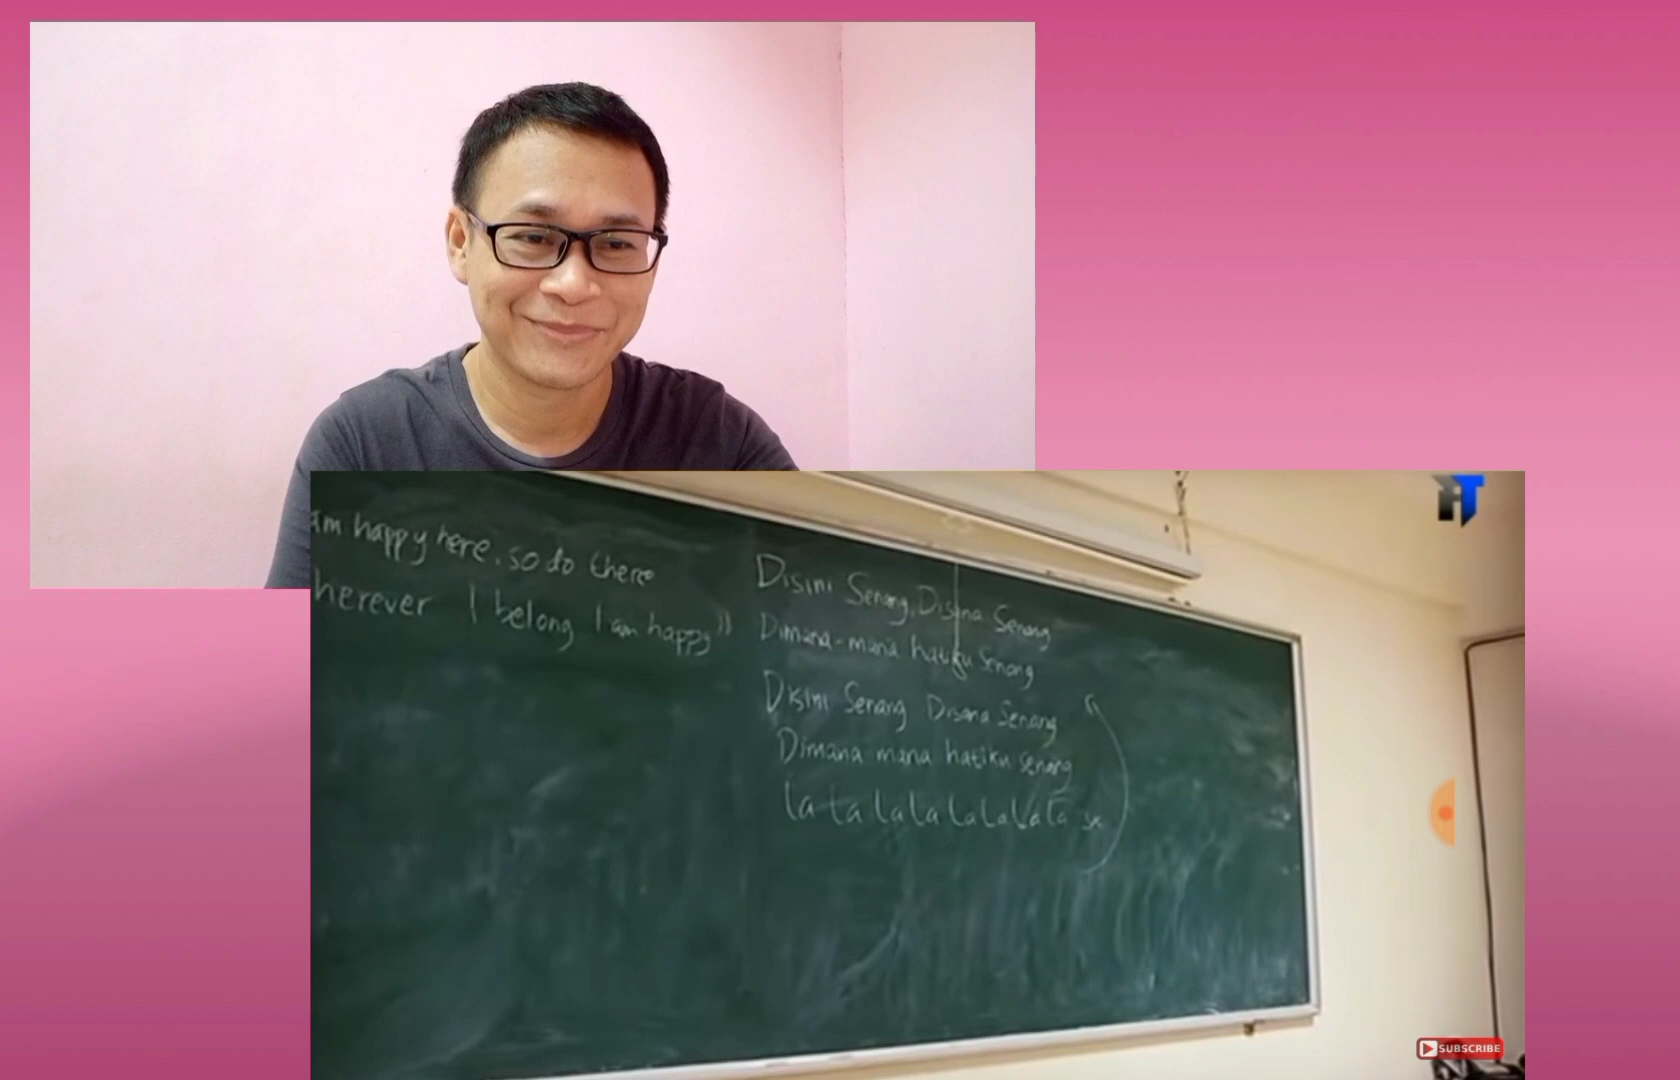 am happy here. so do there
herever I belong I am happy
Disini Senang, Disana Senang
Dimana-mana hatiku Senang
Disini Senang Disana Senang
Dimana mana hatiku senang
la la la la la la la la
HT
SUBSCRIBE